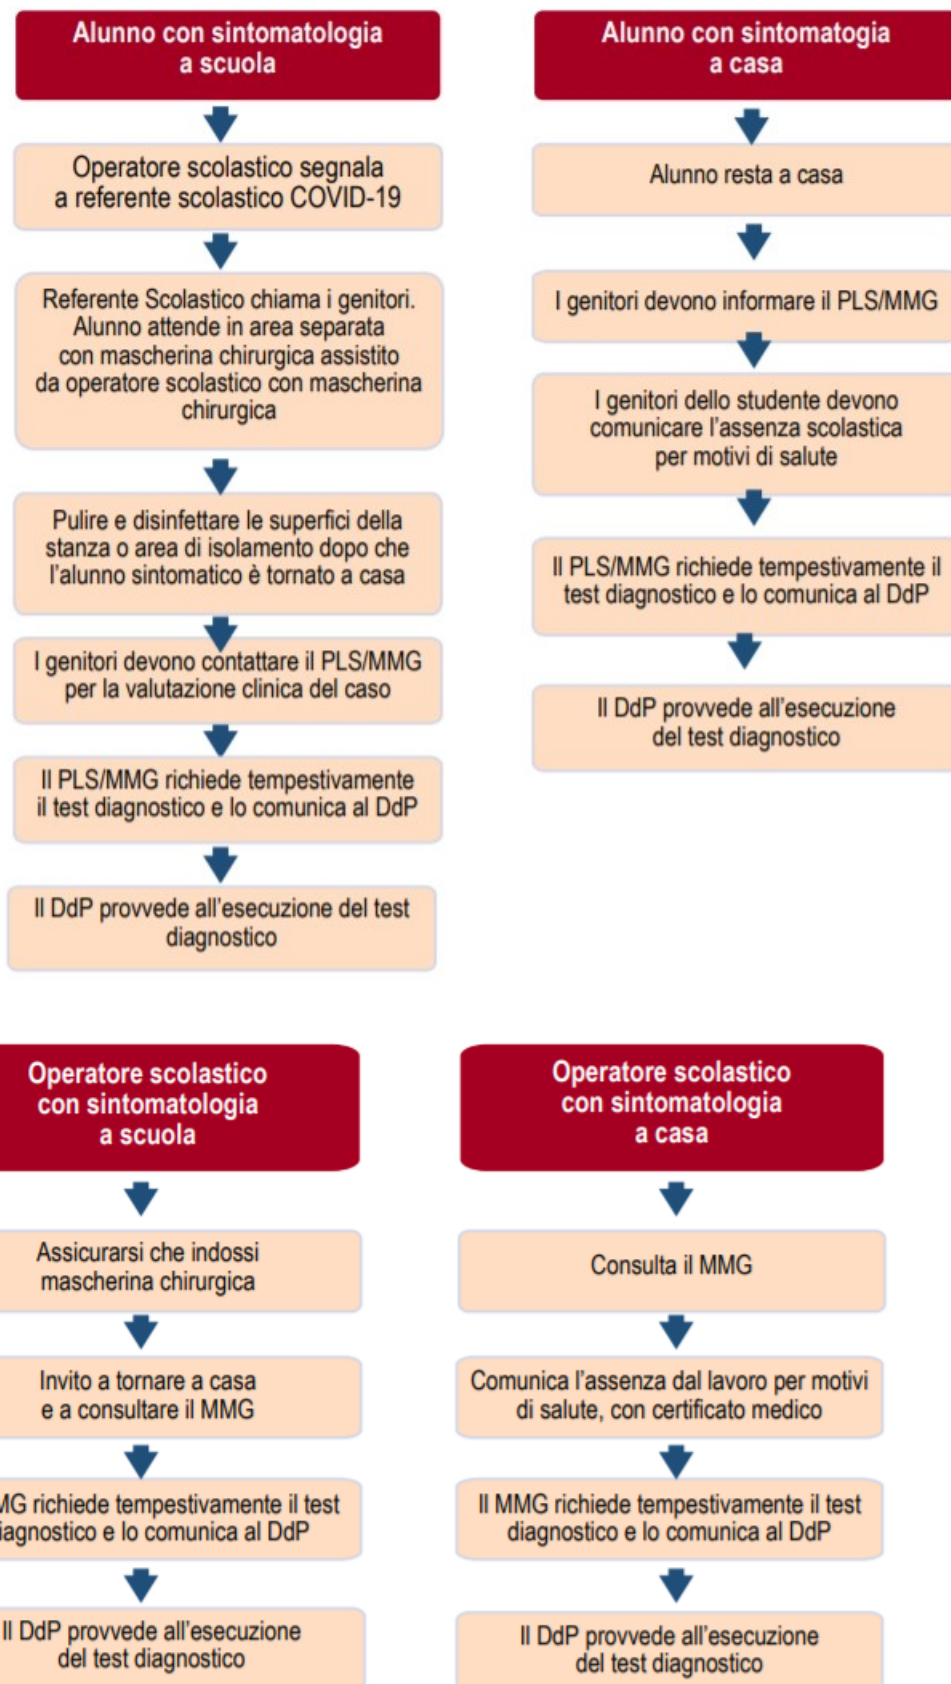 Alunno con sintomatologia
a scuola
Operatore scolastico segnala
a referente scolastico COVID-19
Referente Scolastico chiama i genitori.
Alunno attende in area separata
con mascherina chirurgica assistito
da operatore scolastico con mascherina
chirurgica
Pulire e disinfettare le superfici della
stanza o area di isolamento dopo che
l'alunno sintomatico è tornato a casa
I genitori devono contattare il PLS/MMG
per la valutazione clinica del caso
Il PLS/MMG richiede tempestivamente
il test diagnostico e lo comunica al DdP
Il DdP provvede all'esecuzione del test
diagnostico
Alunno con sintomatogia
a casa
Alunno resta a casa
I genitori devono informare il PLS/MMG
I genitori dello studente devono
comunicare l'assenza scolastica
per motivi di salute
Il PLS/MMG richiede tempestivamente il
test diagnostico e lo comunica al DdP
Il DdP provvede all'esecuzione
del test diagnostico
Operatore scolastico
con sintomatologia
a scuola
Assicurarsi che indossi
mascherina chirurgica
Invito a tornare a casa
e a consultare il MMG
richiede tempestivamente il test
e lo comunica al DdP
Il DdP provvede all'esecuzione
del test diagnostico
Operatore scolastico
con sintomatologia
a casa
Consulta il MMG
Comunica l'assenza dal lavoro per motivi
di salute, con certificato medico
Il MMG richiede tempestivamente il test
diagnostico e lo comunica al DdP
Il DdP provvede all'esecuzione
del test diagnostico